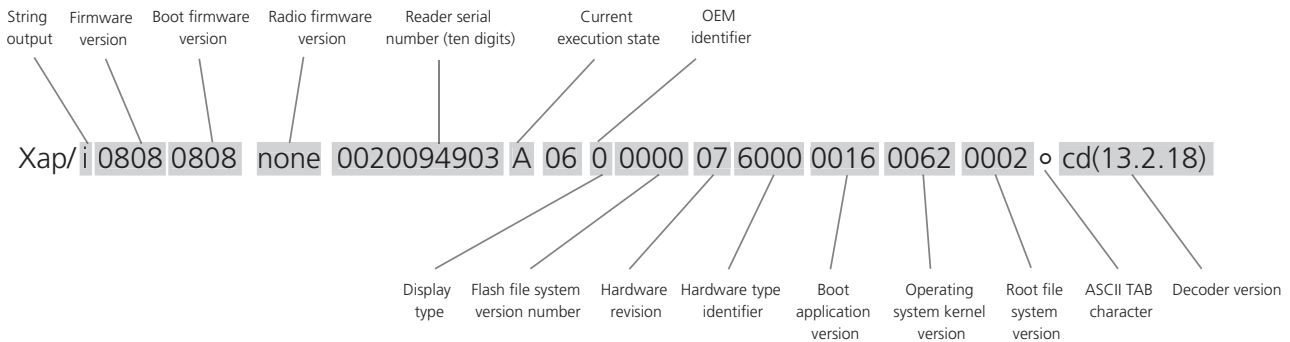 String output
Firmware version
Boot firmware version
Radio firmware version
Reader serial number (ten digits)
Current execution state
OEM identifier
Xap/ i 0808 0808 none 0020094903 A 06 0 0000 07 6000 0016 0062 0002 ∘ cd(13.2.18)
Display type
Flash file system version number
Hardware revision
Hardware type identifier
Boot application version
Operating system kernel version
Root file system version
ASCII TAB character
Decoder version